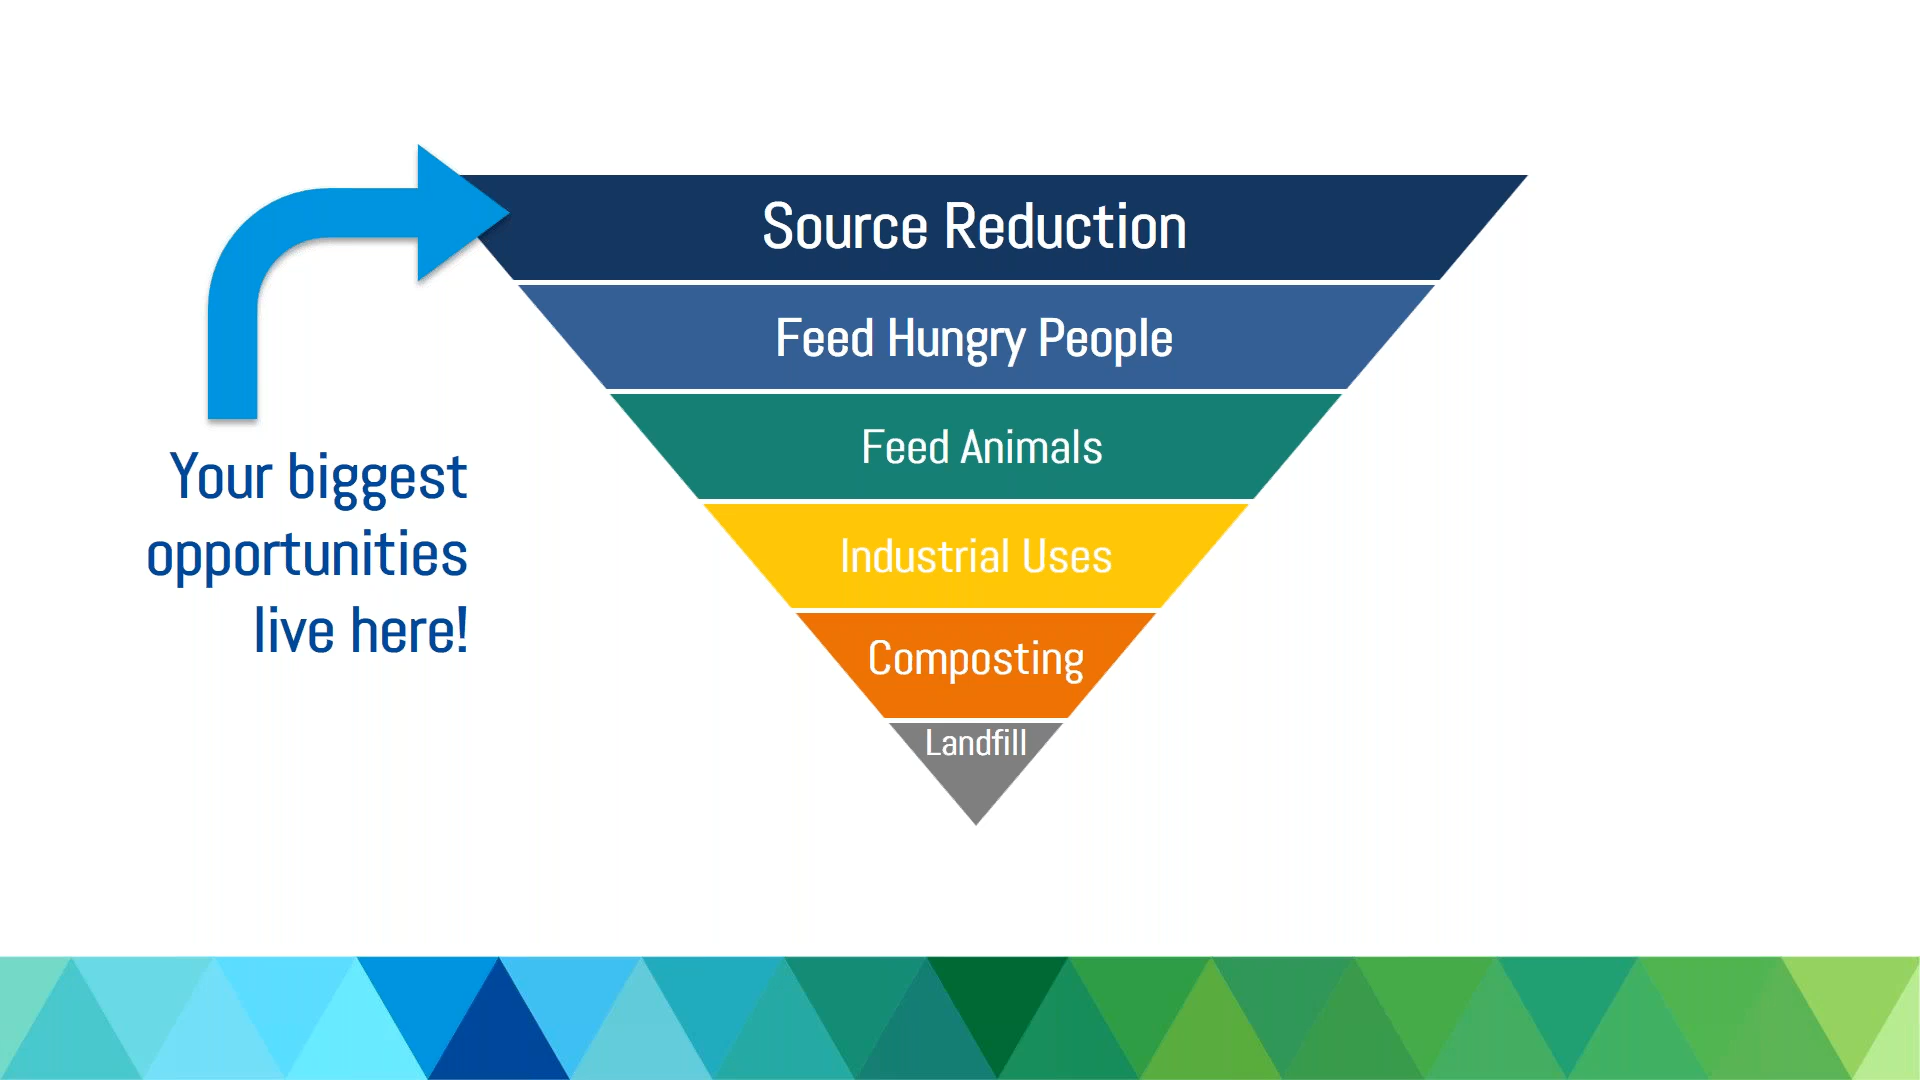 Source Reduction
Feed Hungry People
Feed Animals
Industrial Uses
Composting
Landfill
Your biggest
opportunities
live here!